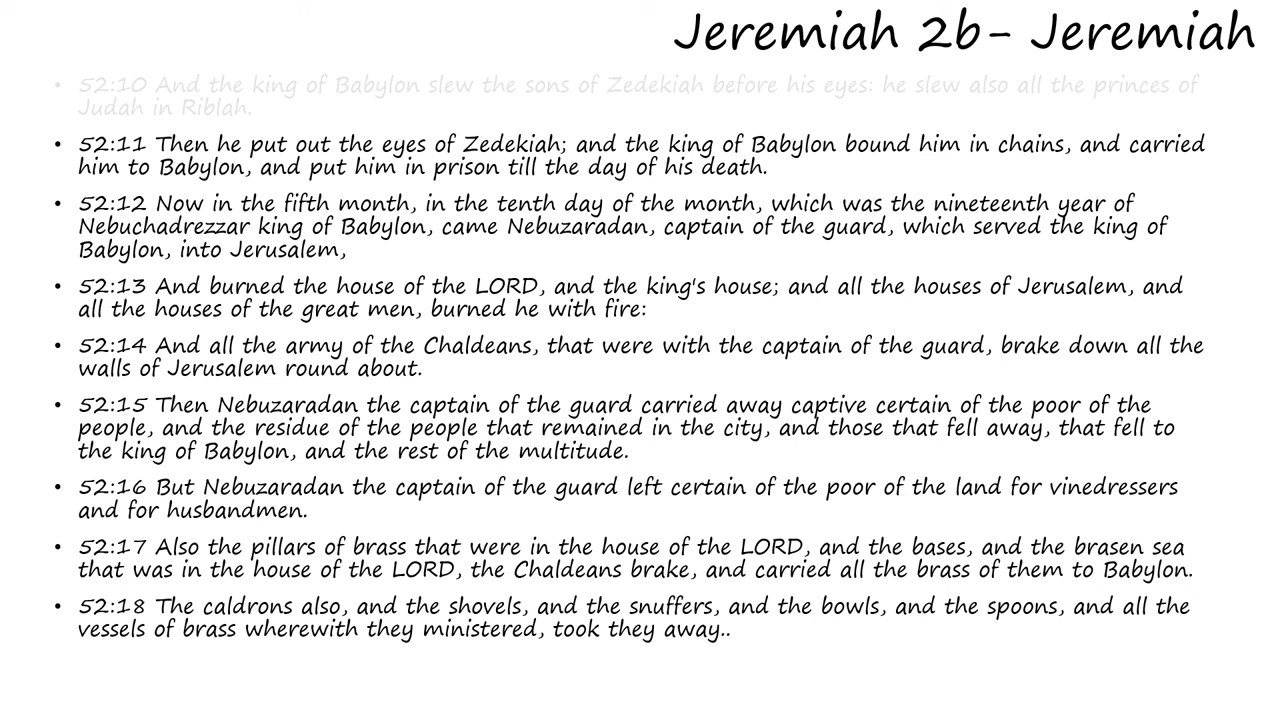 Jeremiah 2b- Jeremiah
• 52:10 And the king of Babylon slew the sons of Zedekiah before his eyes: he slew also all the princes of
Judah in Riblah.
• 52:11 Then he put out the eyes of Zedekiah; and the king of Babylon bound him in chains, and carried
him to Babylon, and put him in prison till the day of his death.
• 52:12 Now in the fifth month, in the tenth day of the month, which was the nineteenth year of
Nebuchadrezzar king of Babylon, came Nebuzaradan, captain of the guard, which served the king of
Babylon, into Jerusalem,
• 52:13 And burned the house of the LORD, and the king's house; and all the houses of Jerusalem, and
all the houses of the great men, burned he with fire:
• 52:14 And all the army of the Chaldeans, that were with the captain of the guard, brake down all the
walls of Jerusalem round about.
• 52:15 Then Nebuzaradan the captain of the guard carried away captive certain of the poor of the
people, and the residue of the people that remained in the city, and those that fell away, that fell to
the king of Babylon, and the rest of the multitude.
• 52:16 But Nebuzaradan the captain of the guard left certain of the poor of the land for vinedressers
and for husbandmen.
• 52:17 Also the pillars of brass that were in the house of the LORD, and the bases, and the brasen sea
that was in the house of the LORD, the Chaldeans brake, and carried all the brass of them to Babylon.
• 52:18 The caldrons also, and the shovels, and the snuffers, and the bowls, and the spoons, and all the
vessels of brass wherewith they ministered, took they away..